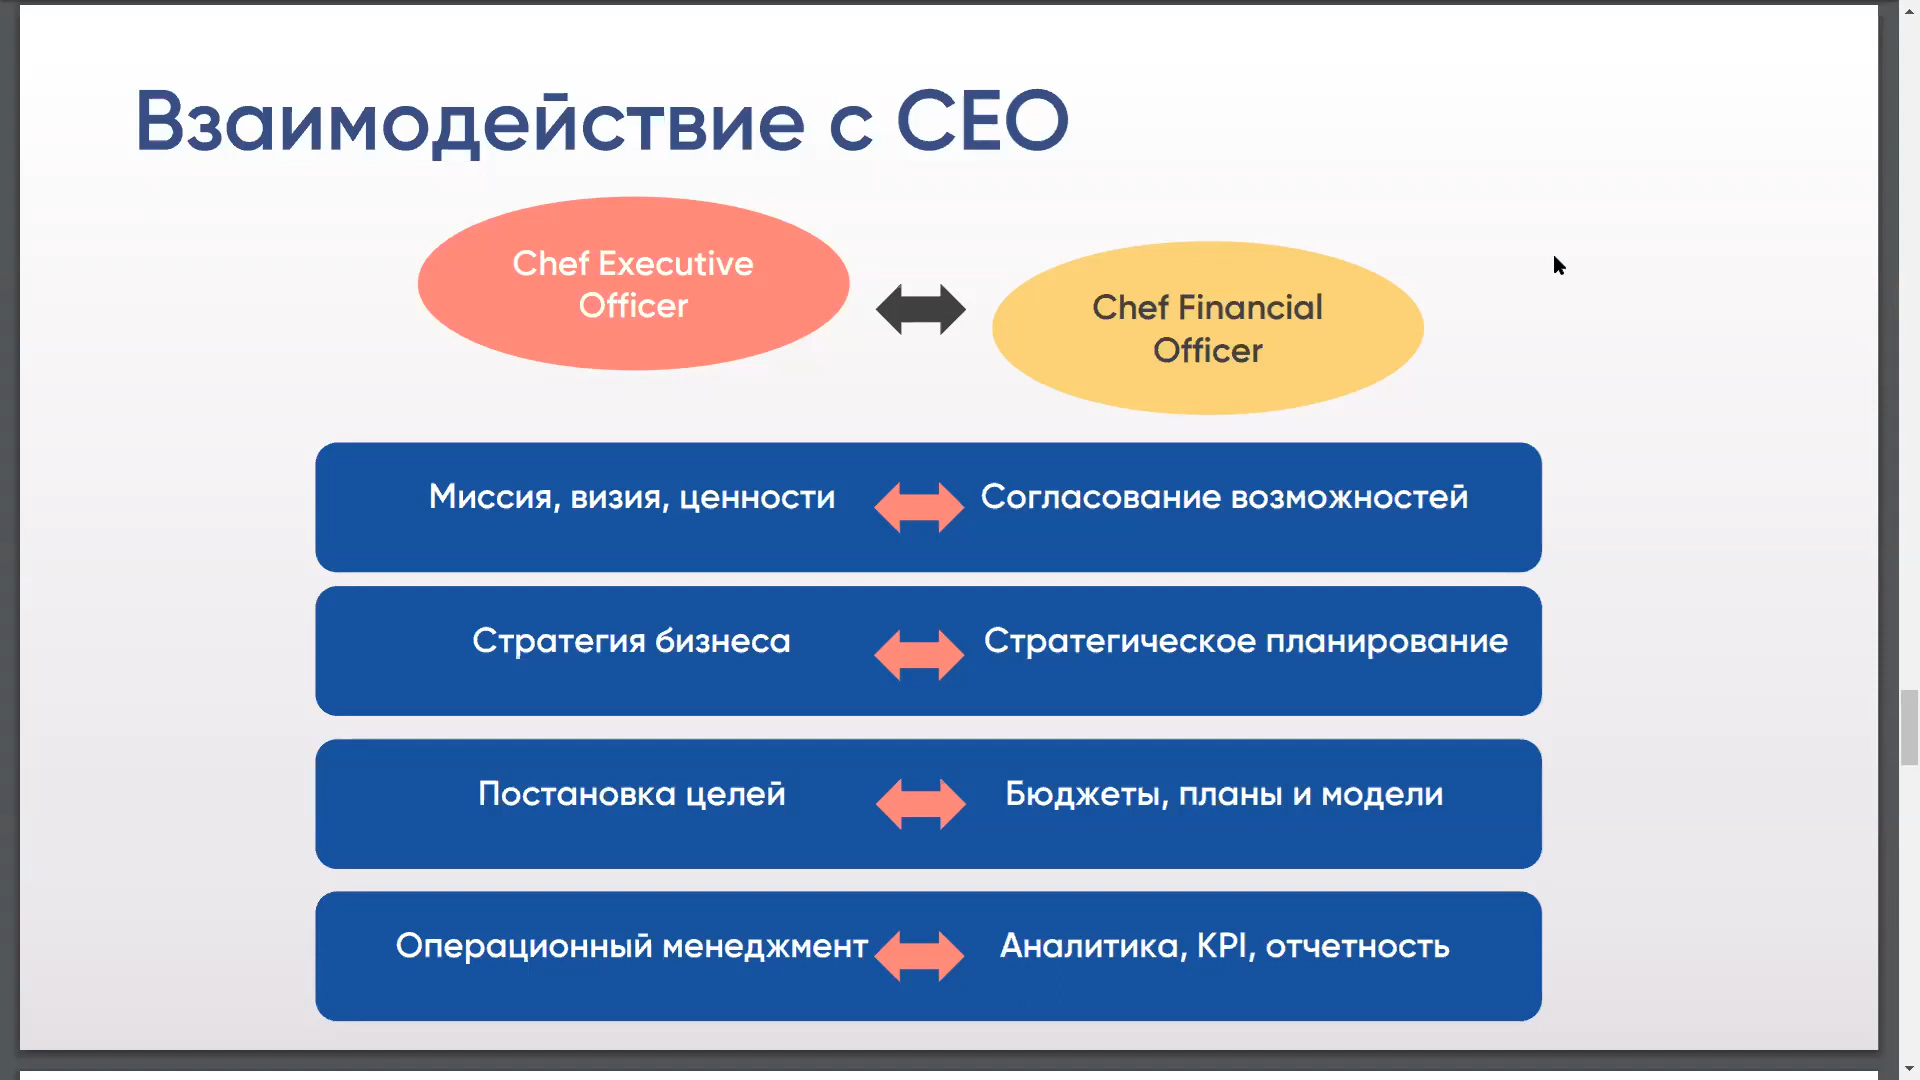 Взаимодействие с CEO
Chef Executive
Officer
Chef Financial
Officer
Миссия, визия, ценности
Согласование возможностей
Стратегия бизнеса
Стратегическое планирование
Постановка целей
Бюджеты, планы и модели
Операционный менеджмент
Аналитика, KPI, отчетность